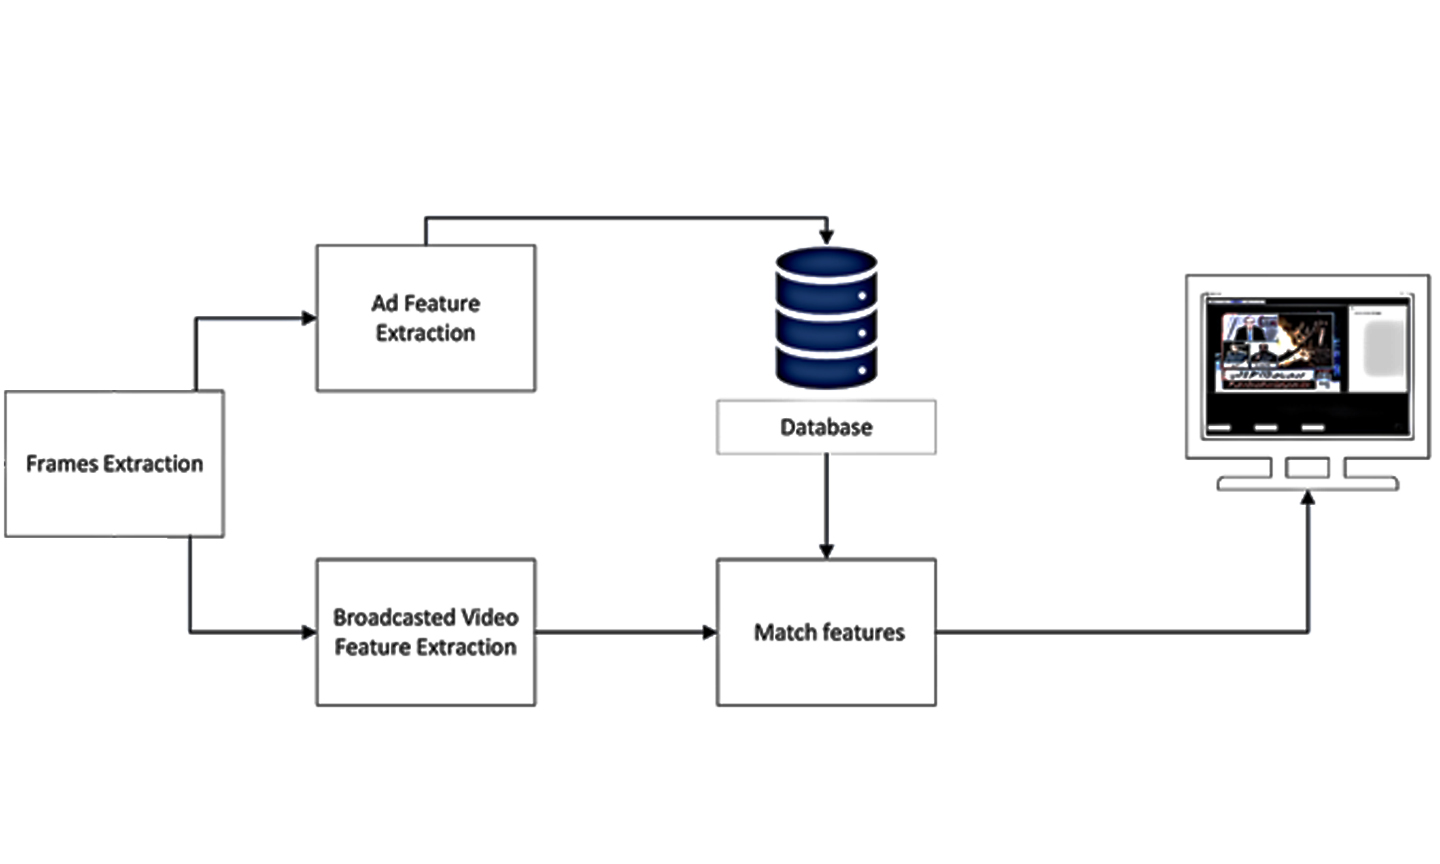 Ad Feature
Extraction
Frames Extraction
Database
Broadcasted Video
Feature Extraction
Match features